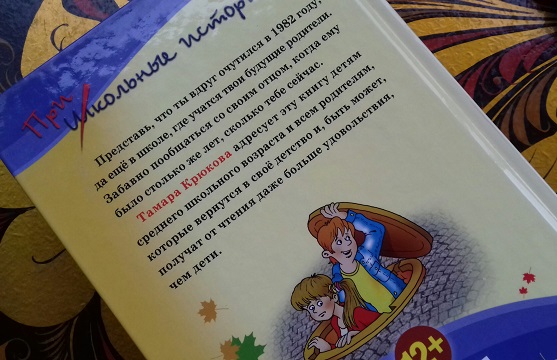 При
Школьные истор
Представь, что ты вдруг очутился в 1982 году,
да ещё в школе, где учатся твои будущие родители.
Забавно пообщаться со своим отцом, когда ему
было столько же лет, сколько тебе сейчас.
Тамара Крюкова адресует эту книгу детям
среднего школьного возраста и всем родителям,
которые вернутся в своё детство и, быть может,
получат от чтения даже больше удовольствия,
чем дети.
12+